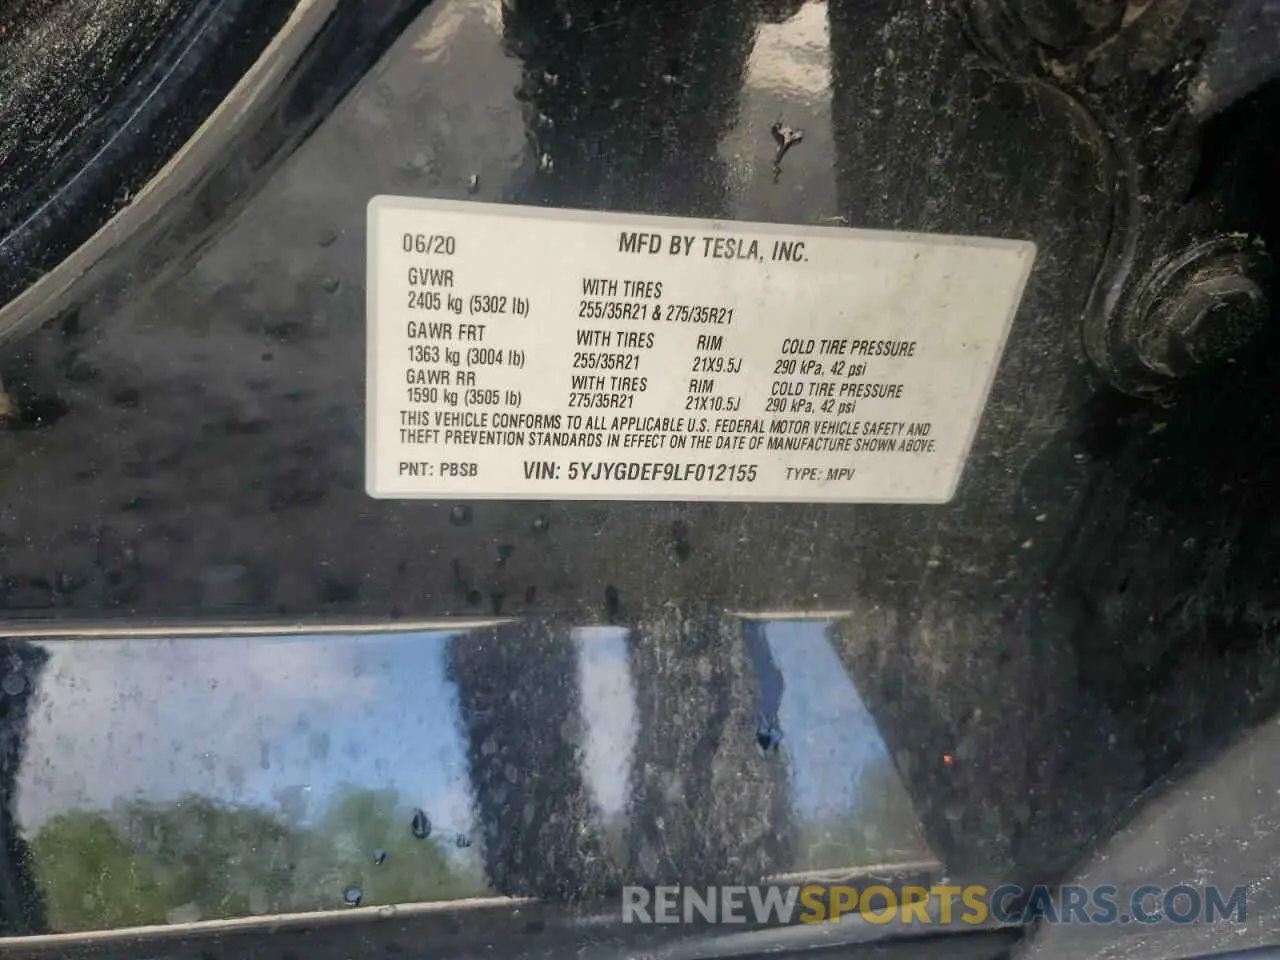 06/20 MFD BY TESLA, INC.
GVWR WITH TIRES
2405 kg (5302 lb) 255/35R21 & 275/35R21
GAWR FRT WITH TIRES RIM COLD TIRE PRESSURE
1363 kg (3004 lb) 255/35R21 21X9.5J 290 kPa, 42 psi
GAWR RR WITH TIRES RIM COLD TIRE PRESSURE
1590 kg (3505 lb) 275/35R21 21X10.5J 290 kPa, 42 psi
THIS VEHICLE CONFORMS TO ALL APPLICABLE U.S. FEDERAL MOTOR VEHICLE SAFETY AND
THEFT PREVENTION STANDARDS IN EFFECT ON THE DATE OF MANUFACTURE SHOWN ABOVE.
PNT: PBSB VIN: 5YJYGDEF9LF012155 TYPE: MPV
RENEWSPORTSCARS.COM